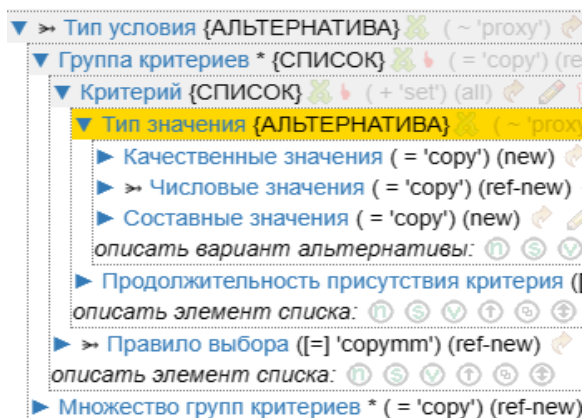 ▼ ➳ Тип условия {АЛЬТЕРНАТИВА} ( ~ 'proxy')
▼ Группа критериев * {СПИСОК} ( = 'copy') (re
▼ Критерий {СПИСОК} ( + 'set') (all)
▼ Тип значения {АЛЬТЕРНАТИВА} ( ~ 'proxy
► Качественные значения ( = 'copy') (new)
► ➳ Числовые значения ( = 'copy') (ref-new)
► Составные значения ( = 'copy') (new)
описать вариант альтернативы: n s v
► Продолжительность присутствия критерия ([
описать элемент списка: n s v
► ➳ Правило выбора ([=] 'copymm') (ref-new)
описать элемент списка: n s v
► Множество групп критериев * ( = 'copy') (ref-new)